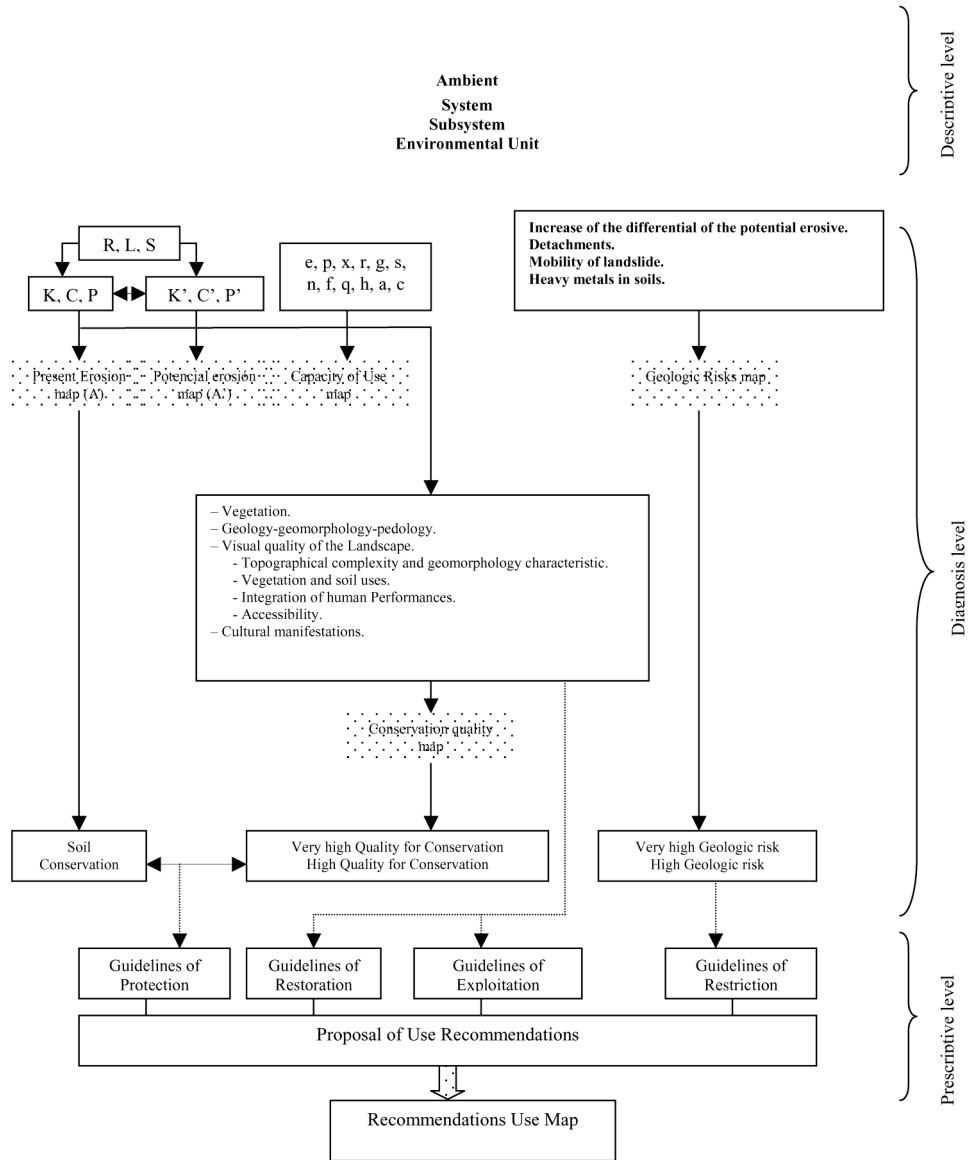 Ambient
System
Subsystem
Environmental Unit
Descriptive level
R, L, S
K, C, P
K’, C’, P’
e, p, x, r, g, s,
n, f, q, h, a, c
Increase of the differential of the potential erosive.
Detachments.
Mobility of landslide.
Heavy metals in soils.
Present Erosion
map (A).
Potencial erosión
map (A’)
Capacity of Use
map
Geologic Risks map
– Vegetation.
– Geology-geomorphology-pedology.
– Visual quality of the Landscape.
- Topographical complexity and geomorphology characteristic.
- Vegetation and soil uses.
- Integration of human Performances.
- Accessibility.
– Cultural manifestations.
Diagnosis level
Conservation quality
map
Soil
Conservation
Very high Quality for Conservation
High Quality for Conservation
Very high Geologic risk
High Geologic risk
Guidelines of
Protection
Guidelines of
Restoration
Guidelines of
Exploitation
Guidelines of
Restriction
Proposal of Use Recommendations
Prescriptive level
Recommendations Use Map